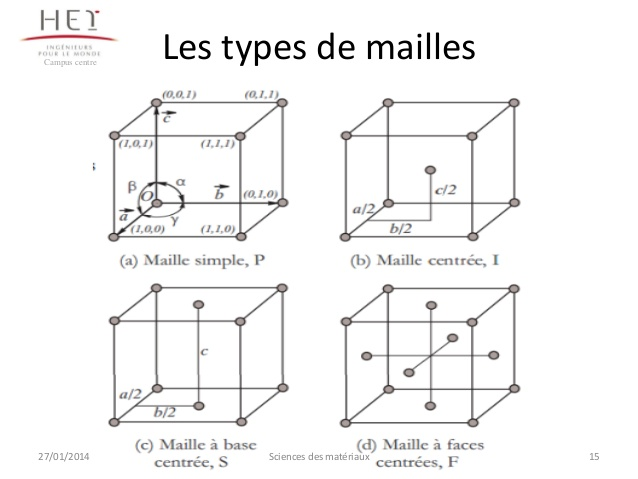 HEI
INGÉNIEURS
POUR LE MONDE
Campus centre
Les types de mailles
(0,0,1) (0,1,1)
c
(1,0,1) (1,1,1)
s
β α
O b (0,1,0)
a γ
(1,0,0) (1,1,0)
(a) Maille simple, P
c/2
a/2
b/2
(b) Maille centrée, I
c
a/2
b/2
(c) Maille à base
centrée, S
(d) Maille à faces
centrées, F
27/01/2014 Sciences des matériaux 15